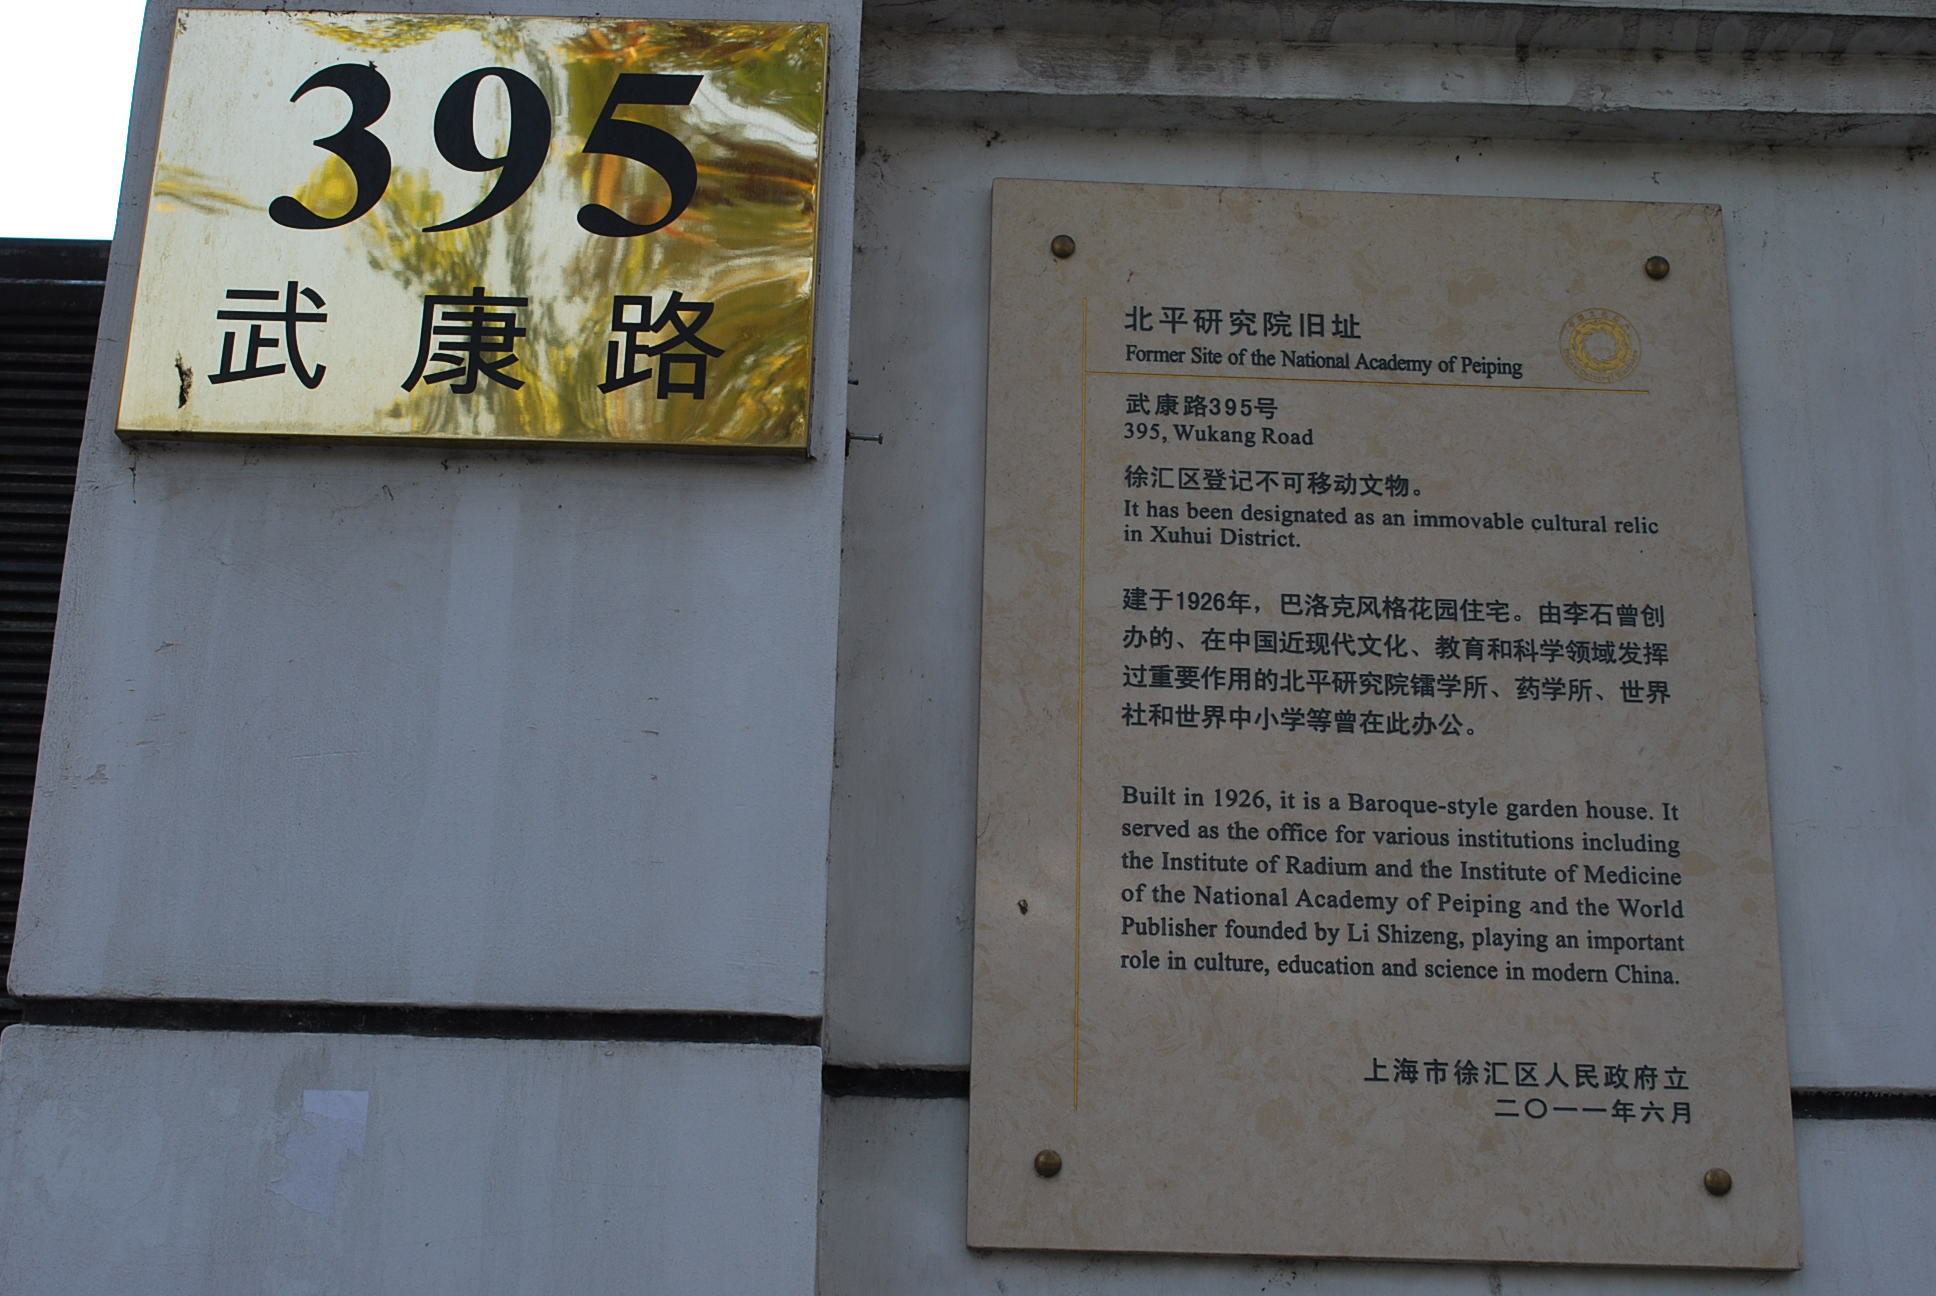 395
武康路
北平研究院旧址
Former Site of the National Academy of Peiping
武康路395号
395, Wukang Road
徐汇区登记不可移动文物。
It has been designated as an immovable cultural relic
in Xuhui District.
建于1926年，巴洛克风格花园住宅。由李石曾创
办的、在中国近现代文化、教育和科学领域发挥
过重要作用的北平研究院镭学所、药学所、世界
社和世界中小学等曾在此办公。
Built in 1926, it is a Baroque-style garden house. It
served as the office for various institutions including
the Institute of Radium and the Institute of Medicine
of the National Academy of Peiping and the World
Publisher founded by Li Shizeng, playing an important
role in culture, education and science in modern China.
上海市徐汇区人民政府立
二〇一一年六月